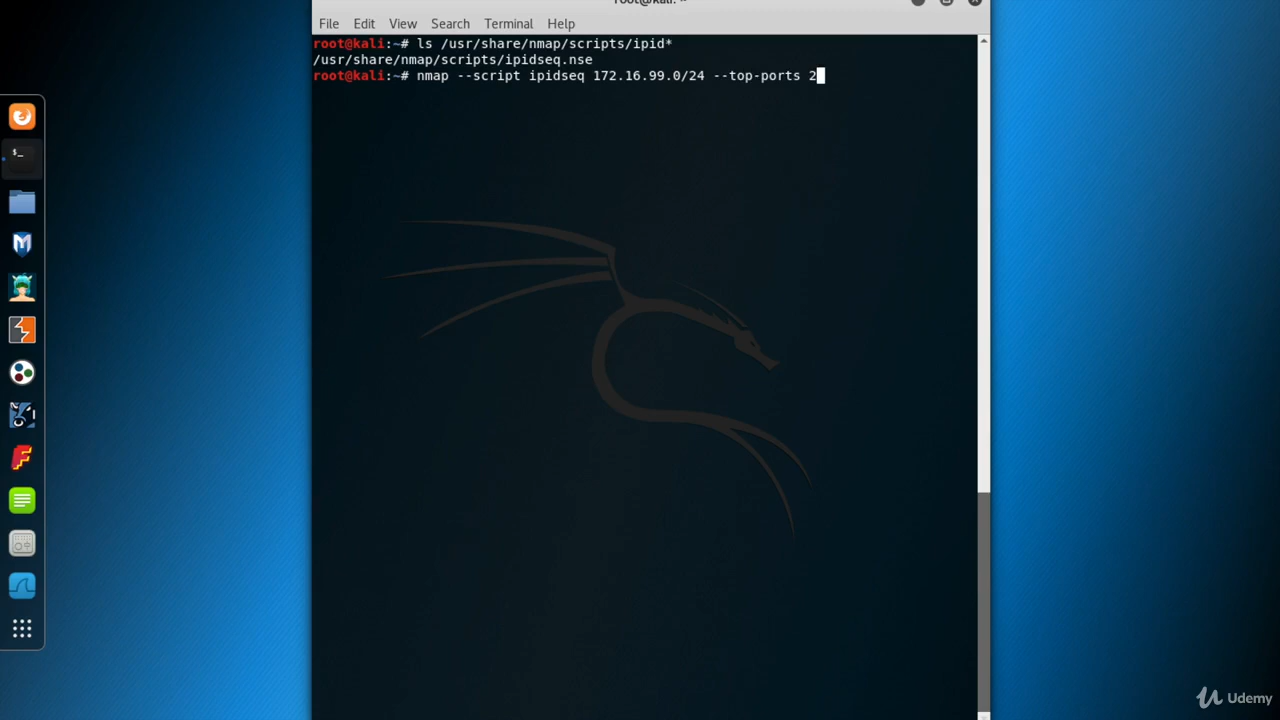 File Edit View Search Terminal Help
root@kali:~# ls /usr/share/nmap/scripts/ipid*
/usr/share/nmap/scripts/ipidseq.nse
root@kali:~# nmap --script ipidseq 172.16.99.0/24 --top-ports 2
Udemy